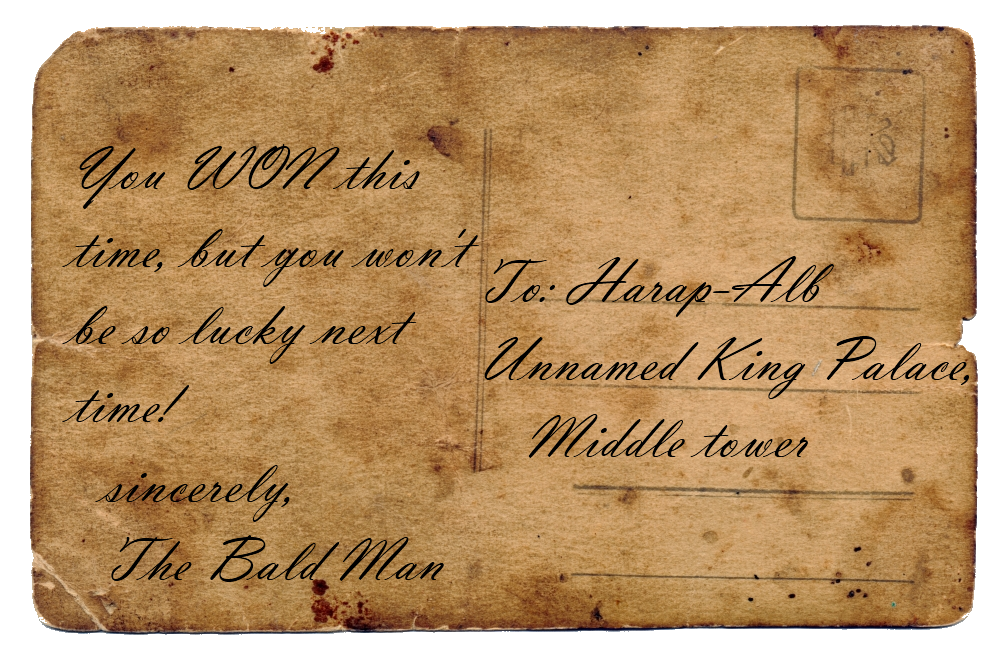 You WON this
time, but you won't
be so lucky next
time!
sincerely,
The Bald Man
To: Harap-Alb
Unnamed King Palace,
Middle tower